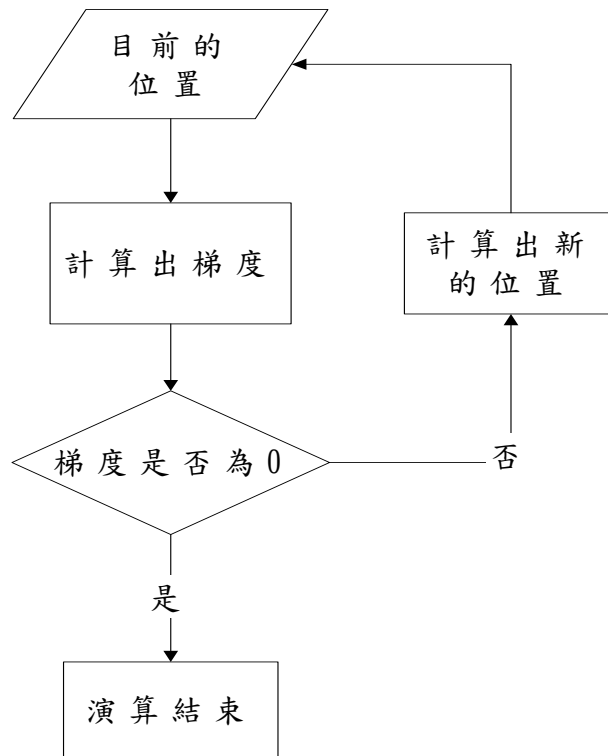 目前的
位置
計算出梯度
計算出新
的位置
梯度是否為0
否
是
演算結束